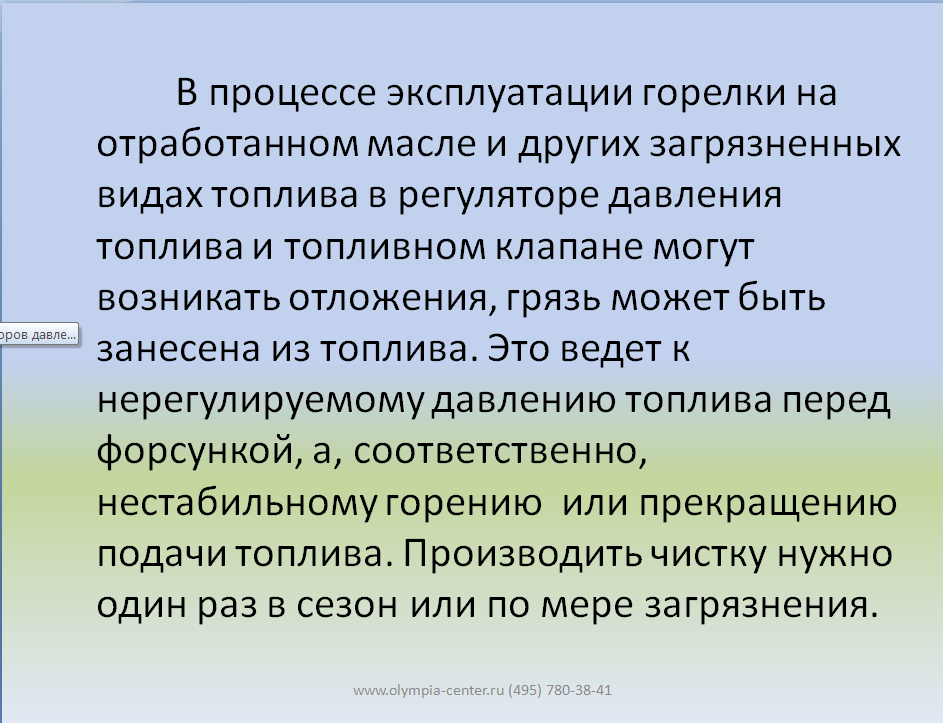 В процессе эксплуатации горелки на
отработанном масле и других загрязненных
видах топлива в регуляторе давления
топлива и топливном клапане могут
возникать отложения, грязь может быть
оров давле...
занесена из топлива. Это ведет к
нерегулируемому давлению топлива перед
форсункой, а, соответственно,
нестабильному горению или прекращению
подачи топлива. Производить чистку нужно
один раз в сезон или по мере загрязнения.
www.olympia-center.ru (495) 780-38-41